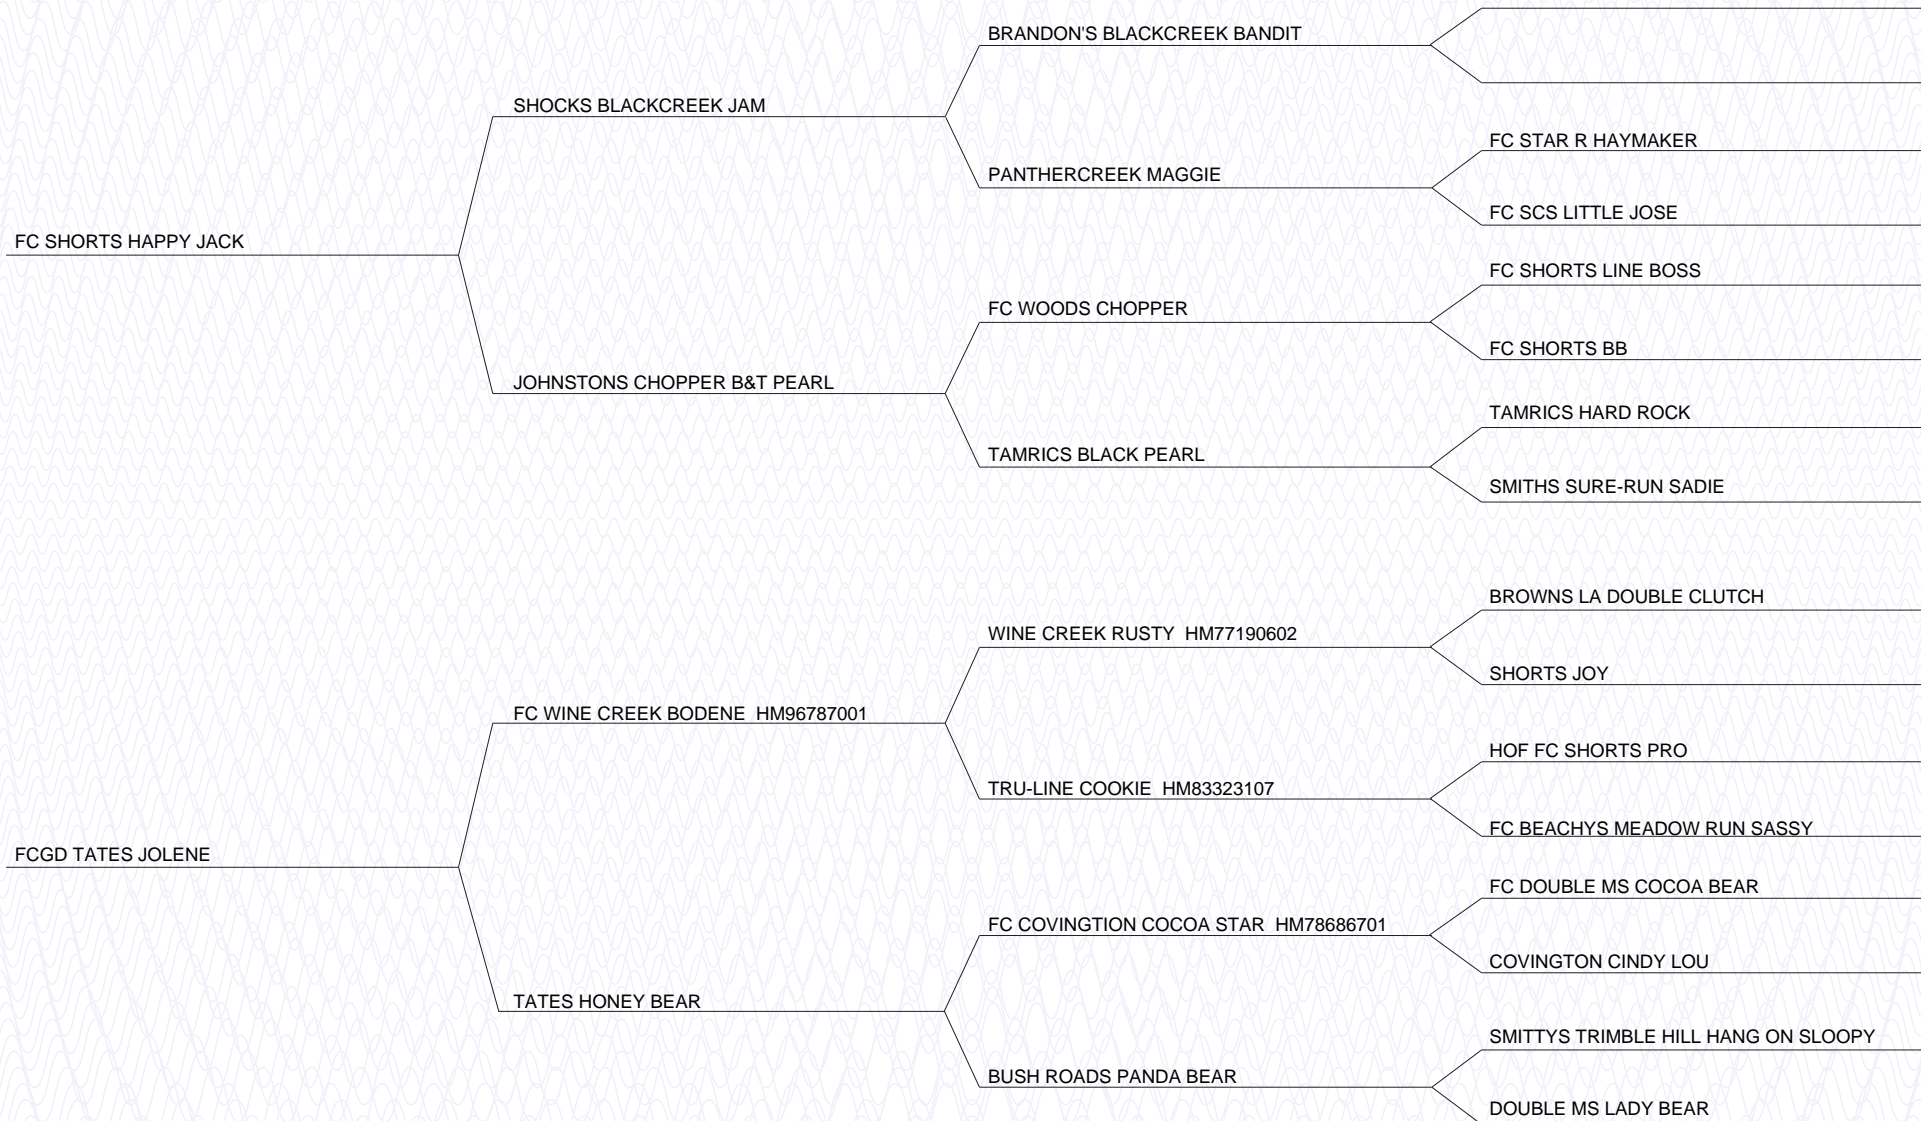 BRANDON'S BLACKCREEK BANDIT
SHOCKS BLACKCREEK JAM
FC STAR R HAYMAKER
PANTHERCREEK MAGGIE
FC SCS LITTLE JOSE
FC SHORTS HAPPY JACK
FC SHORTS LINE BOSS
FC WOODS CHOPPER
FC SHORTS BB
JOHNSTONS CHOPPER B&T PEARL
TAMRICS HARD ROCK
TAMRICS BLACK PEARL
SMITHS SURE-RUN SADIE
BROWNS LA DOUBLE CLUTCH
WINE CREEK RUSTY HM77190602
SHORTS JOY
FC WINE CREEK BODENE HM96787001
HOF FC SHORTS PRO
TRU-LINE COOKIE HM83323107
FC BEACHYS MEADOW RUN SASSY
FCGD TATES JOLENE
FC DOUBLE MS COCOA BEAR
FC COVINGTION COCOA STAR HM78686701
COVINGTON CINDY LOU
TATES HONEY BEAR
SMITTYS TRIMBLE HILL HANG ON SLOOPY
BUSH ROADS PANDA BEAR
DOUBLE MS LADY BEAR